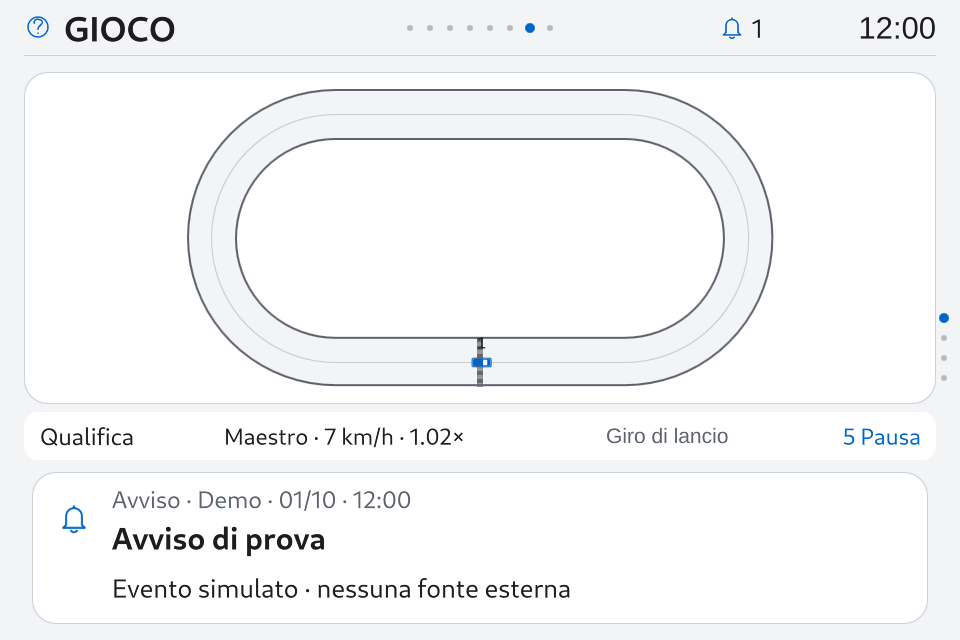 GIOCO
1
12:00
1
Qualifica
Maestro · 7 km/h · 1.02×
Giro di lancio
5 Pausa
Avviso · Demo · 01/10 · 12:00
Avviso di prova
Evento simulato · nessuna fonte esterna